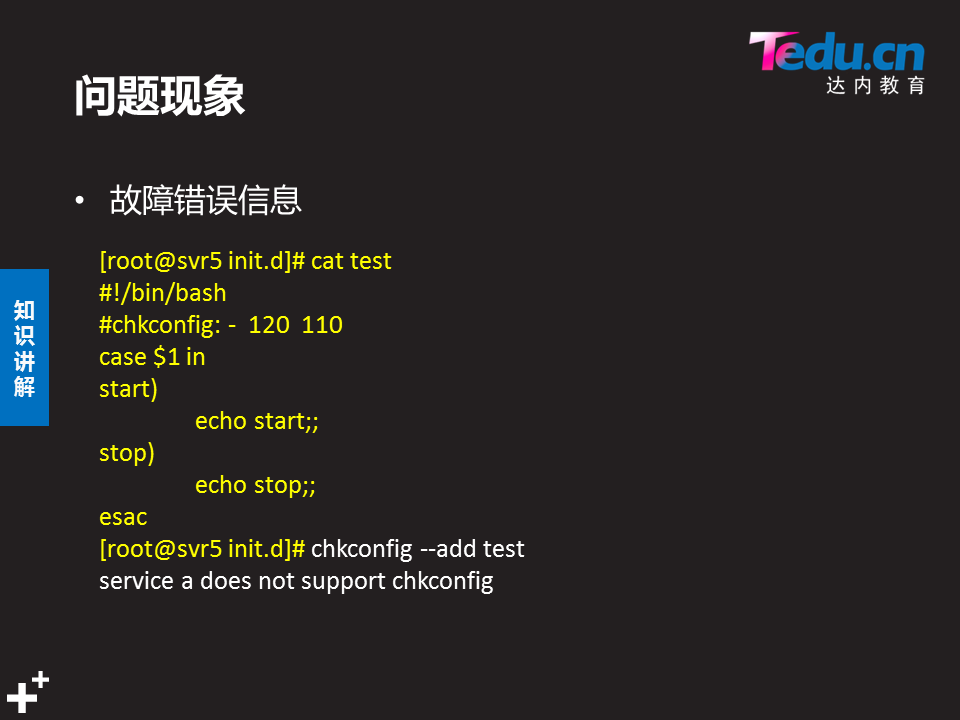 Tedu.cn
达内教育
问题现象
• 故障错误信息
[root@svr5 init.d]# cat test
#!/bin/bash
#chkconfig: - 120 110
case $1 in
start)
echo start;;
stop)
echo stop;;
esac
[root@svr5 init.d]# chkconfig --add test
service a does not support chkconfig
知识讲解